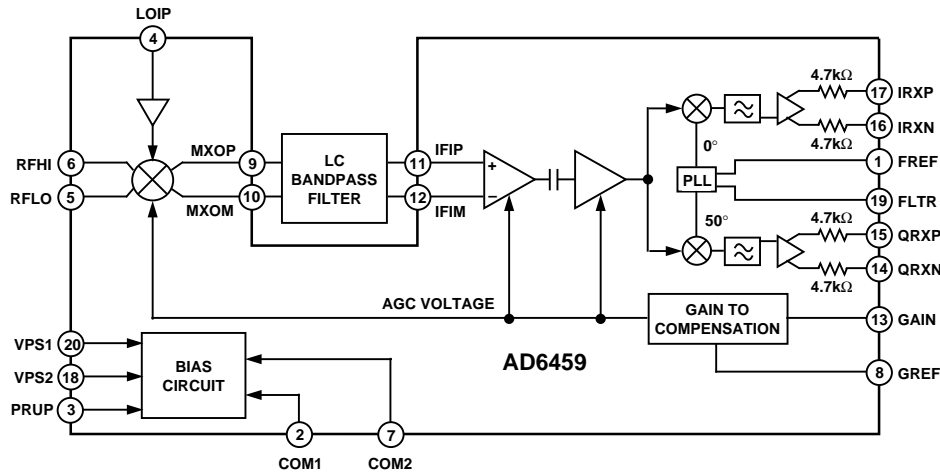 LOIP
4
RFHI
6
RFLO
5
MXOP
9
MXOM
10
LC
BANDPASS
FILTER
11
IFIP
12
IFIM
+
–
0°
PLL
50°
4.7kΩ
17
IRXP
16
IRXN
4.7kΩ
1
FREF
19
FLTR
4.7kΩ
15
QRXP
14
QRXN
4.7kΩ
AGC VOLTAGE
GAIN TO
COMPENSATION
13
GAIN
8
GREF
AD6459
VPS1
20
VPS2
18
PRUP
3
BIAS
CIRCUIT
2
COM1
7
COM2